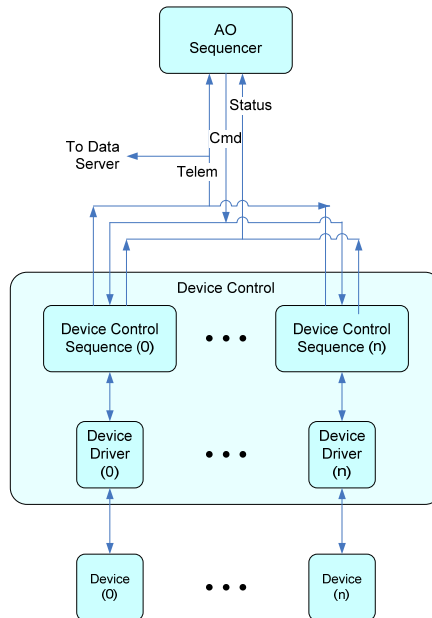 AO
Sequencer
Status
Cmd
To Data
Server
Telem
Device Control
Device Control
Sequence (0)
Device Control
Sequence (n)
Device
Driver
(0)
Device
Driver
(n)
Device
(0)
Device
(n)